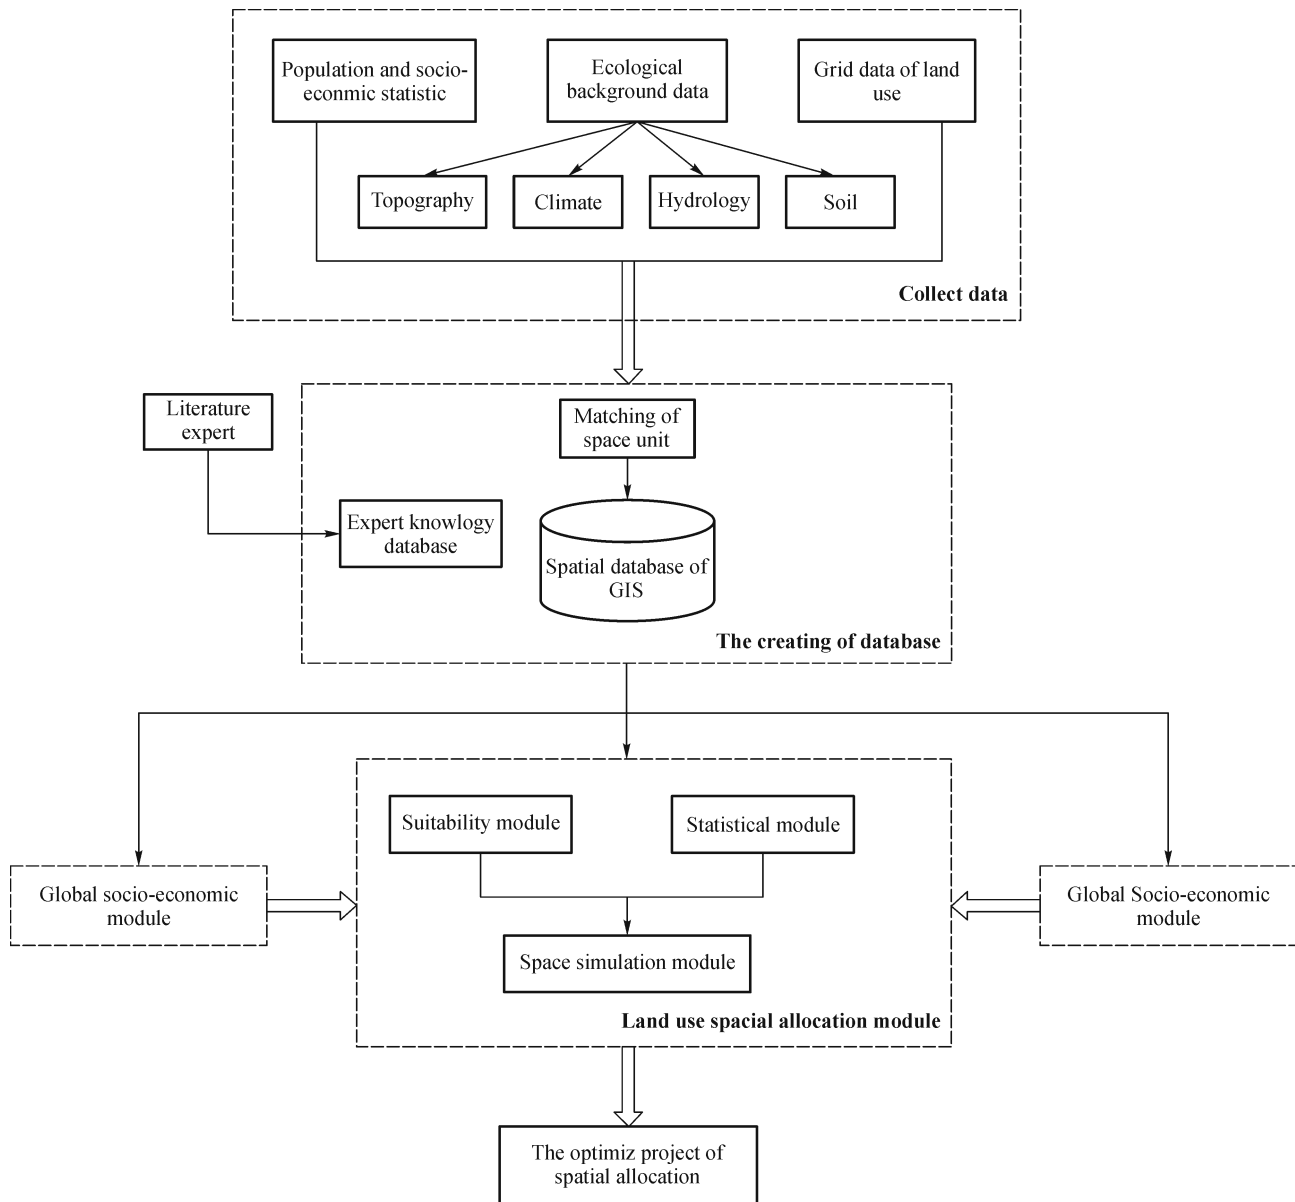 Population and socio-
econmic statistic
Ecological
background data
Grid data of land
use
Topography
Climate
Hydrology
Soil
Collect data
Literature
expert
Matching of
space unit
Expert knowlogy
database
Spatial database of
GIS
The creating of database
Suitability module
Statistical module
Global socio-economic
module
Global Socio-economic
module
Space simulation module
Land use spacial allocation module
The optimiz project of
spatial allocation